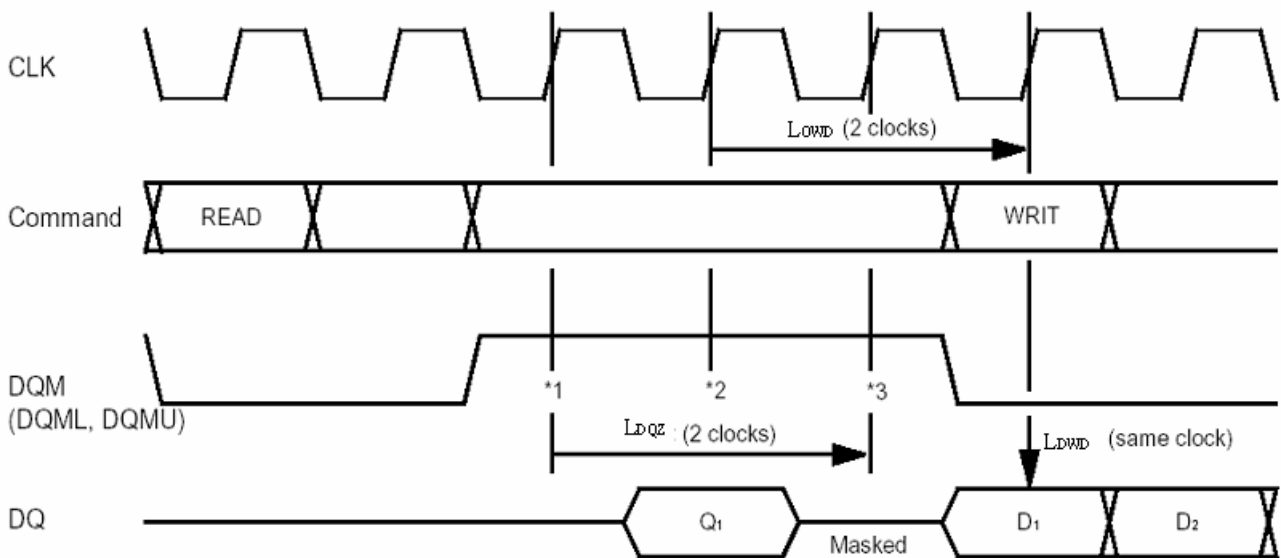 CLK
LOWD (2 clocks)
Command
READ
WRIT
DQM
(DQML, DQMU)
*1
*2
*3
LDQZ : (2 clocks)
LDWD (same clock)
DQ
Q1
Masked
D1
D2